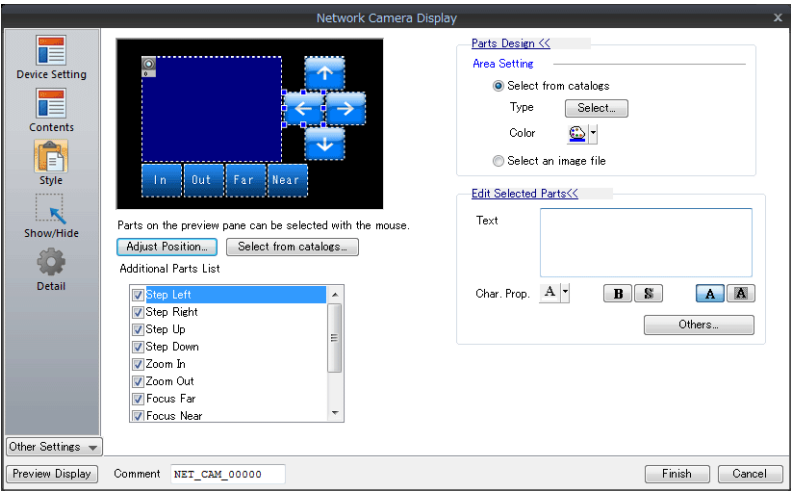 Network Camera Display
x
Device Setting
Contents
Style
Show/Hide
Detail
Other Settings
In Out Far Near
Parts on the preview pane can be selected with the mouse.
Adjust Position... Select from catalogs...
Additional Parts List
Step Left
Step Right
Step Up
Step Down
Zoom In
Zoom Out
Focus Far
Focus Near
Parts Design <<
Area Setting
Select from catalogs
Type Select...
Color
Select an image file
Edit Selected Parts<<
Text
Char. Prop. A B S A A
Others...
Preview Display Comment NET_CAM_00000 Finish Cancel